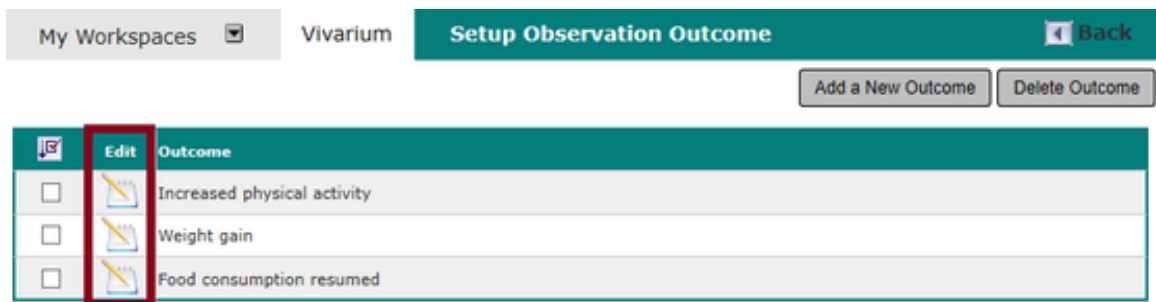 My Workspaces Vivarium Setup Observation Outcome Back
Add a New Outcome Delete Outcome
Edit Outcome
Increased physical activity
Weight gain
Food consumption resumed